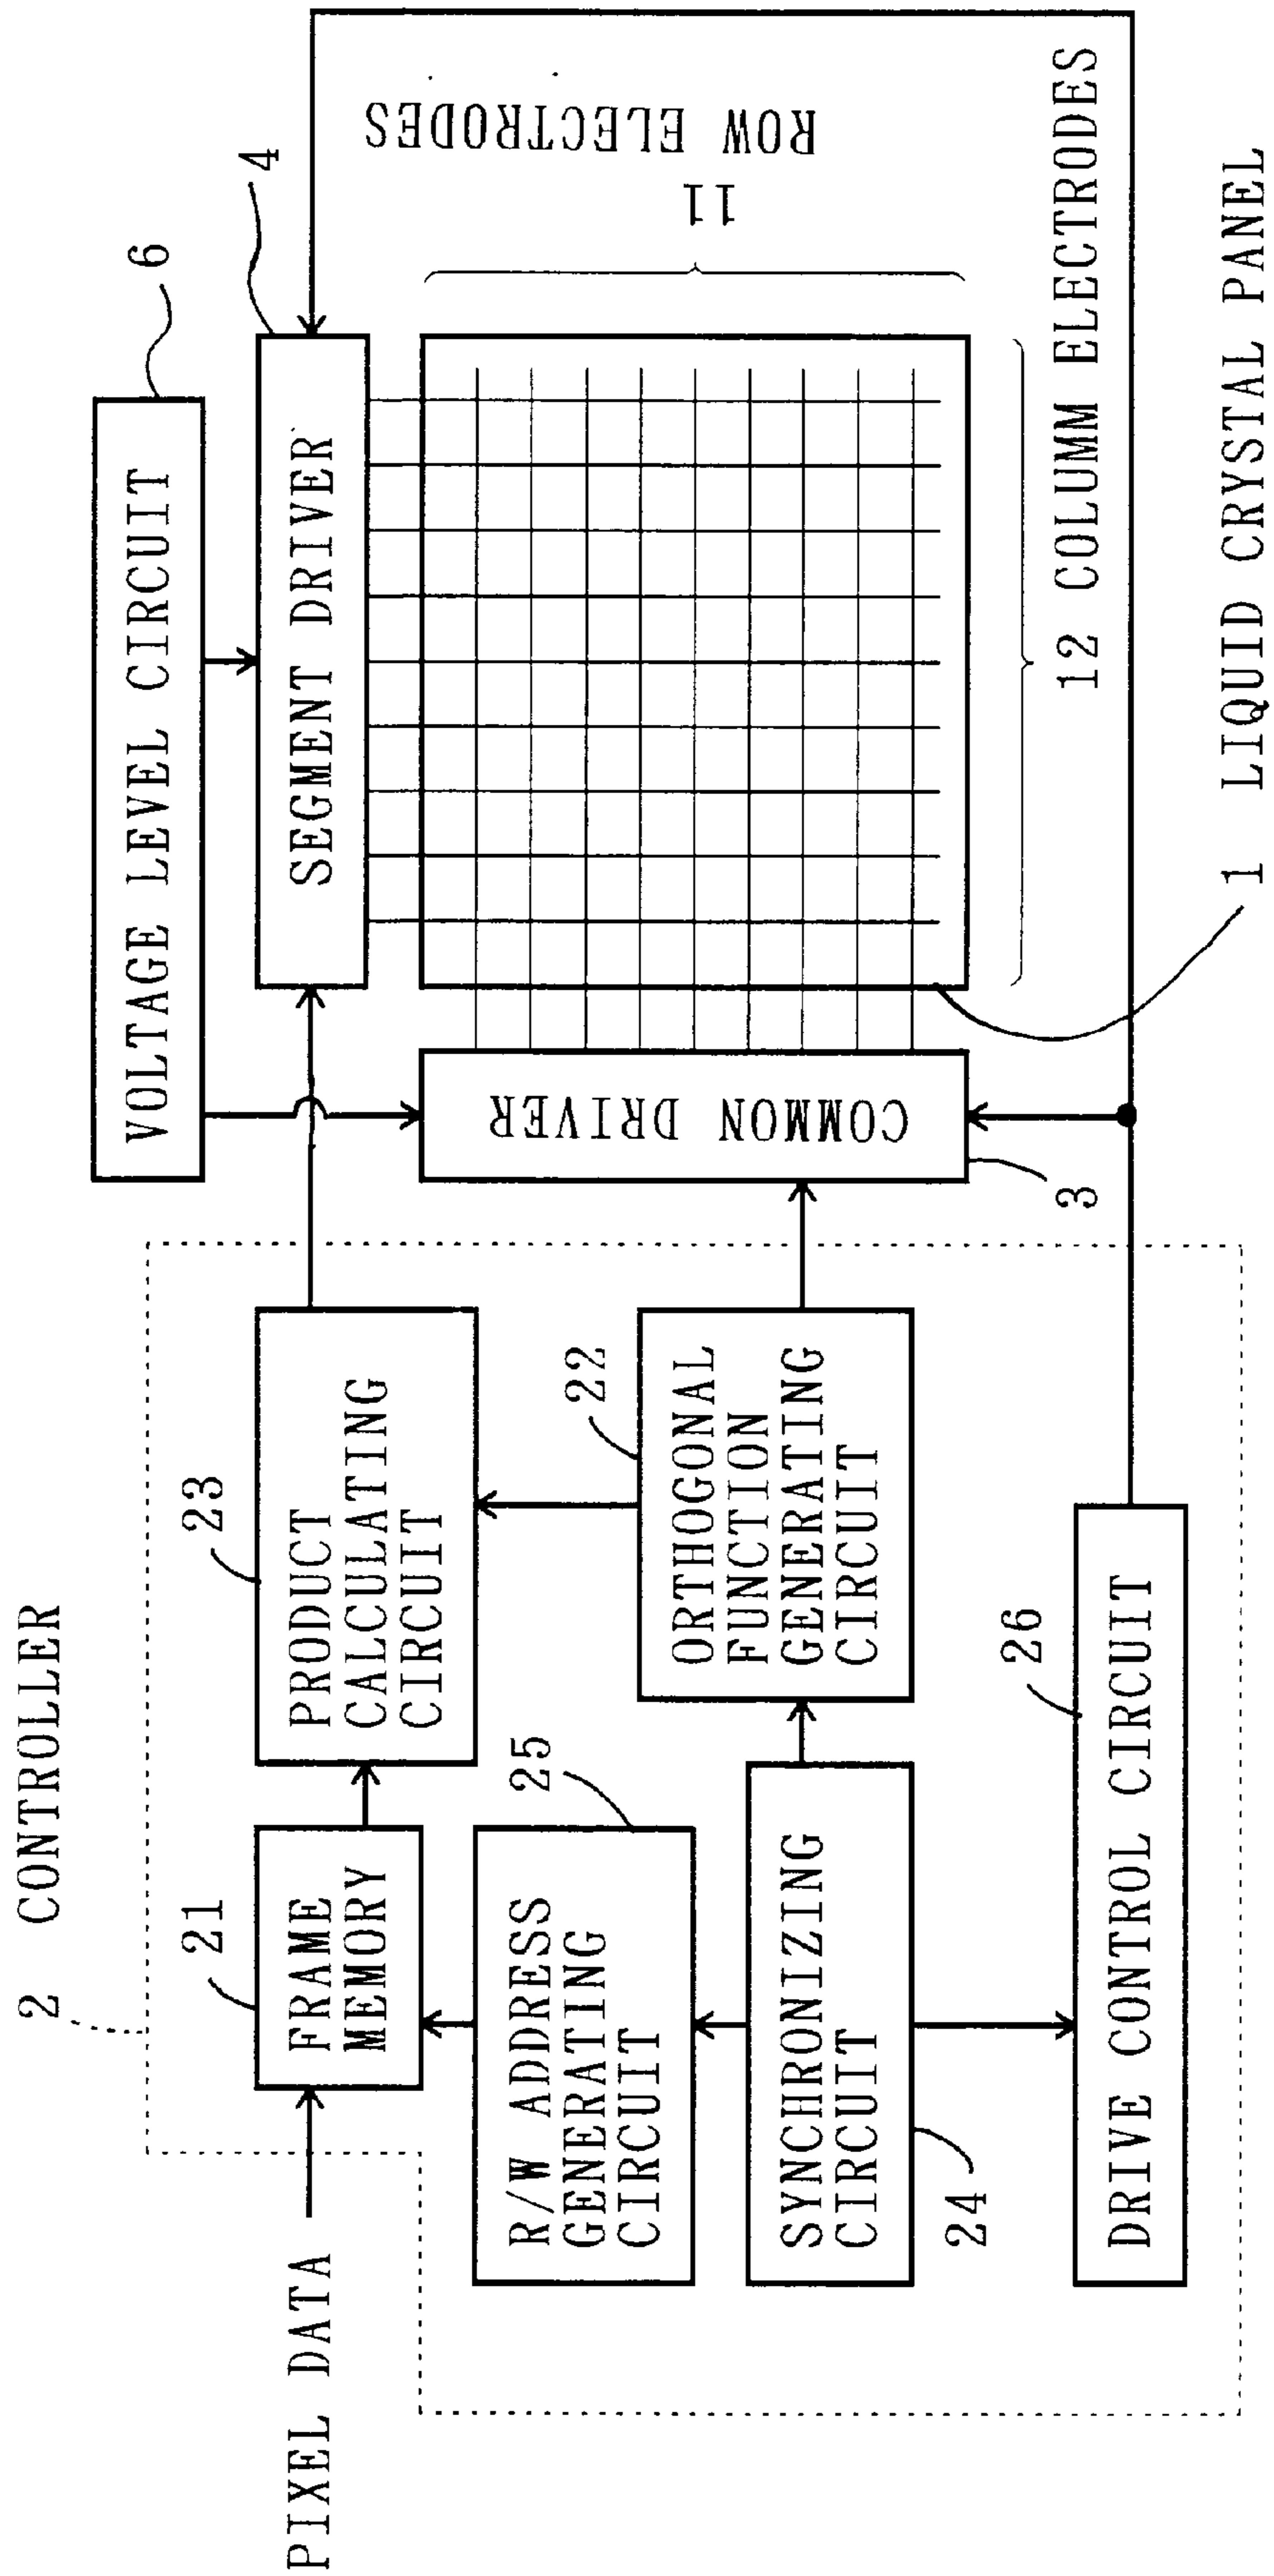 2 CONTROLLER
PIXEL DATA
21
FRAME
MEMORY
23
PRODUCT
CALCULATING
CIRCUIT
25
R/W ADDRESS
GENERATING
CIRCUIT
22
ORTHOGONAL
FUNCTION
GENERATING
CIRCUIT
SYNCHRONIZING
CIRCUIT
24
26
DRIVE CONTROL CIRCUIT
VOLTAGE LEVEL CIRCUIT
6
SEGMENT DRIVER
4
COMMON DRIVER
3
11
ROW ELECTRODES
12 COLUMM ELECTRODES
1 LIQUID CRYSTAL PANEL